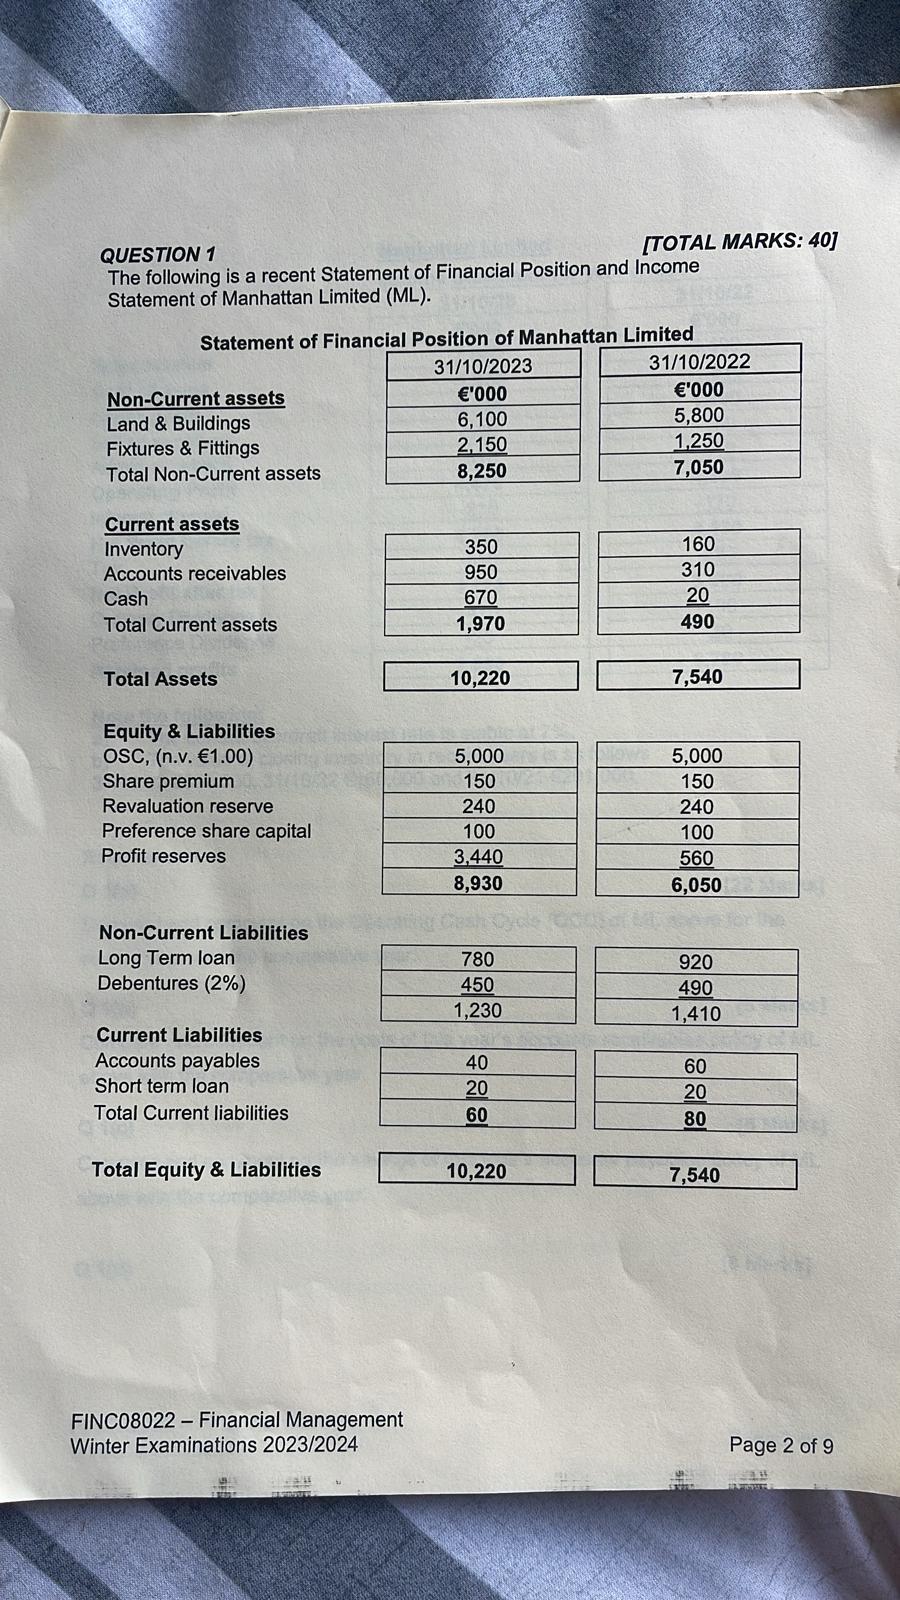 QUESTION 1 [TOTAL MARKS: 40]
The following is a recent Statement of Financial Position and Income
Statement of Manhattan Limited (ML).
Statement of Financial Position of Manhattan Limited
31/10/2023 31/10/2022
Non-Current assets €'000 €'000
Land & Buildings 6,100 5,800
Fixtures & Fittings 2,150 1,250
Total Non-Current assets 8,250 7,050
Current assets
Inventory 350 160
Accounts receivables 950 310
Cash 670 20
Total Current assets 1,970 490
Total Assets 10,220 7,540
Equity & Liabilities
OSC, (n.v. €1.00) 5,000 5,000
Share premium 150 150
Revaluation reserve 240 240
Preference share capital 100 100
Profit reserves 3,440 560
8,930 6,050
Non-Current Liabilities
Long Term loan 780 920
Debentures (2%) 450 490
1,230 1,410
Current Liabilities
Accounts payables 40 60
Short term loan 20 20
Total Current liabilities 60 80
Total Equity & Liabilities 10,220 7,540
FINC08022 – Financial Management
Winter Examinations 2023/2024 Page 2 of 9